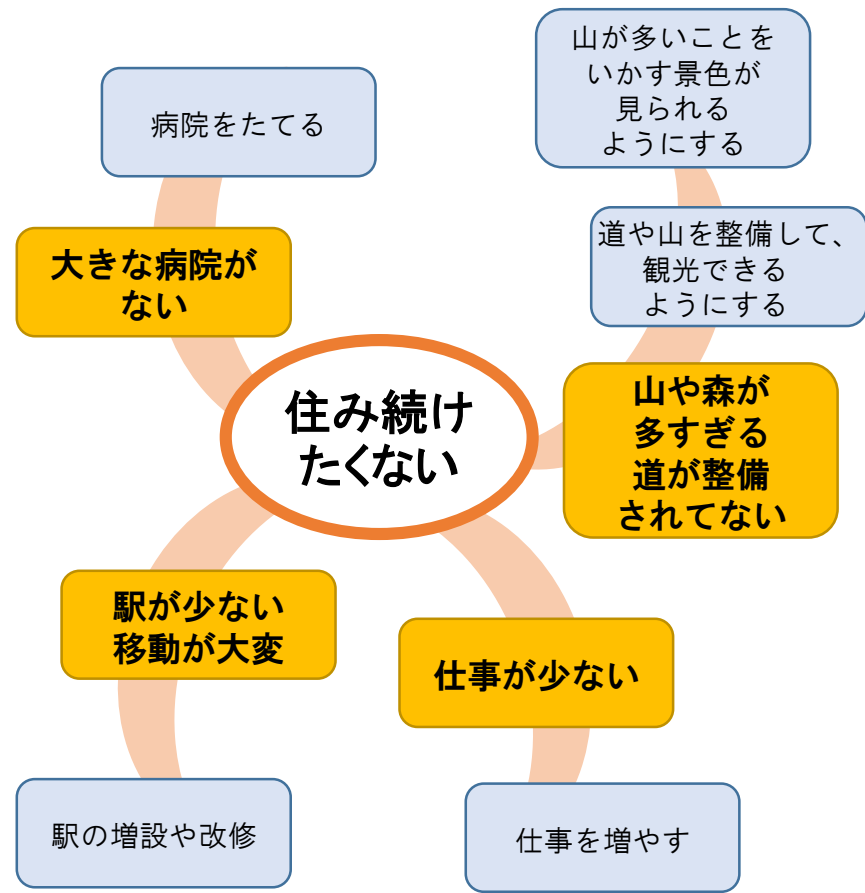 住み続け
たくない
病院をたてる
大きな病院が
ない
山が多いことを
いかす景色が
見られる
ようにする
道や山を整備して、
観光できる
ようにする
山や森が
多すぎる
道が整備
されてない
駅が少ない
移動が大変
駅の増設や改修
仕事が少ない
仕事を増やす